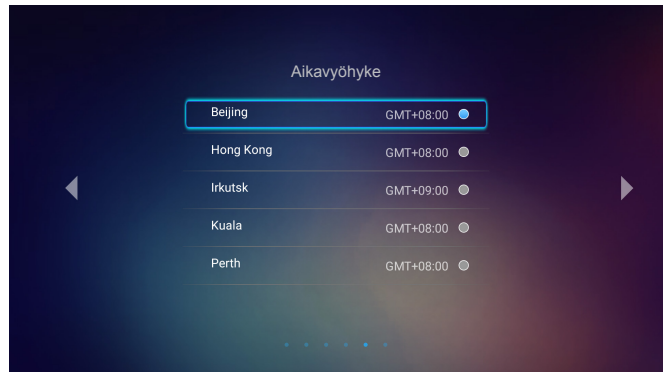 Aikavyöhyke
Beijing GMT+08:00
Hong Kong GMT+08:00
Irkutsk GMT+09:00
Kuala GMT+08:00
Perth GMT+08:00